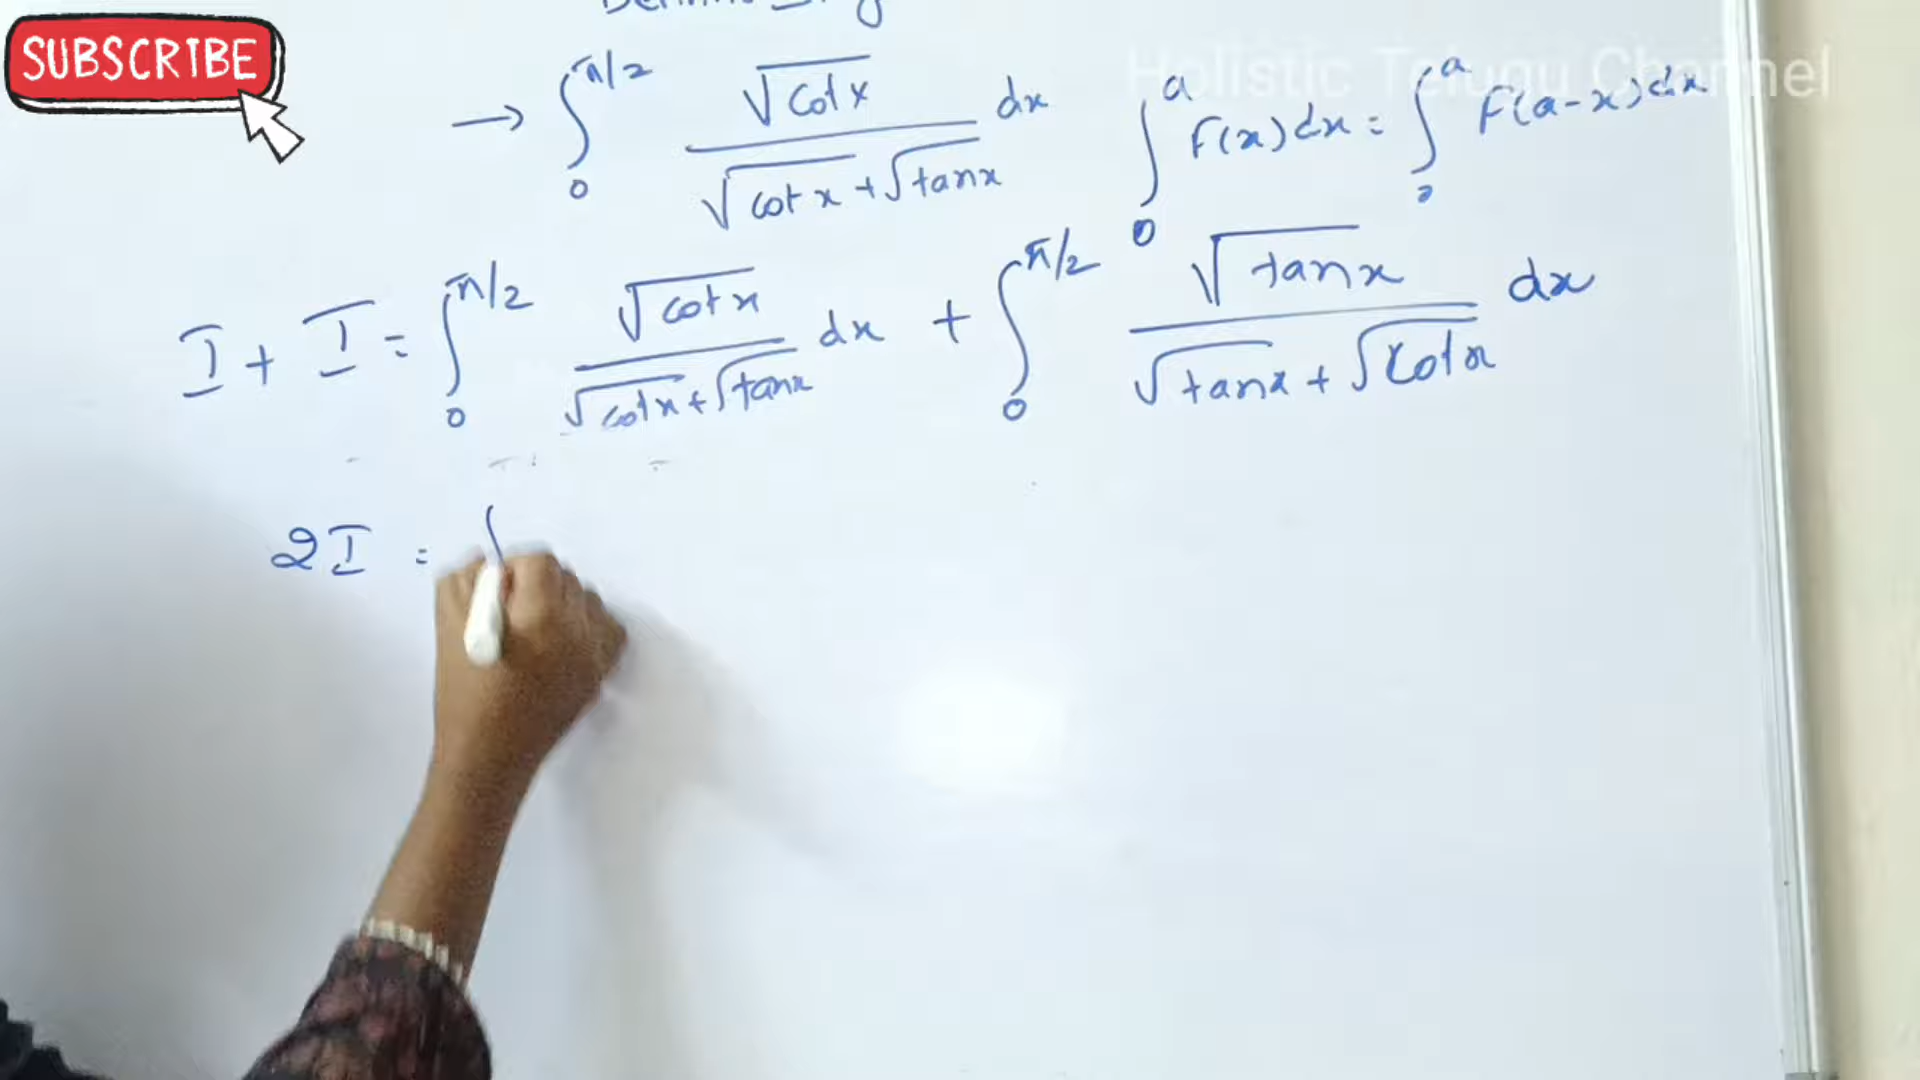 SUBSCRIBE
Holistic Telugu Channel
→ ∫₀^π/2 √cot x / (√cot x + √tan x) dx ∫₀^a f(x) dx = ∫₀^a f(a-x) dx
I + I = ∫₀^π/2 √cot x / (√cot x + √tan x) dx + ∫₀^π/2 √tan x / (√tan x + √cot x) dx
2I = ∫